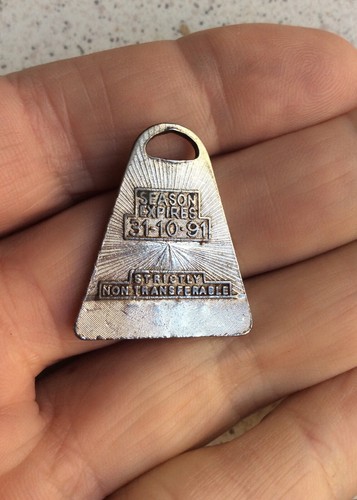 SEASON
EXPIRES
31-10-91
STRICTLY
NON TRANSFERABLE